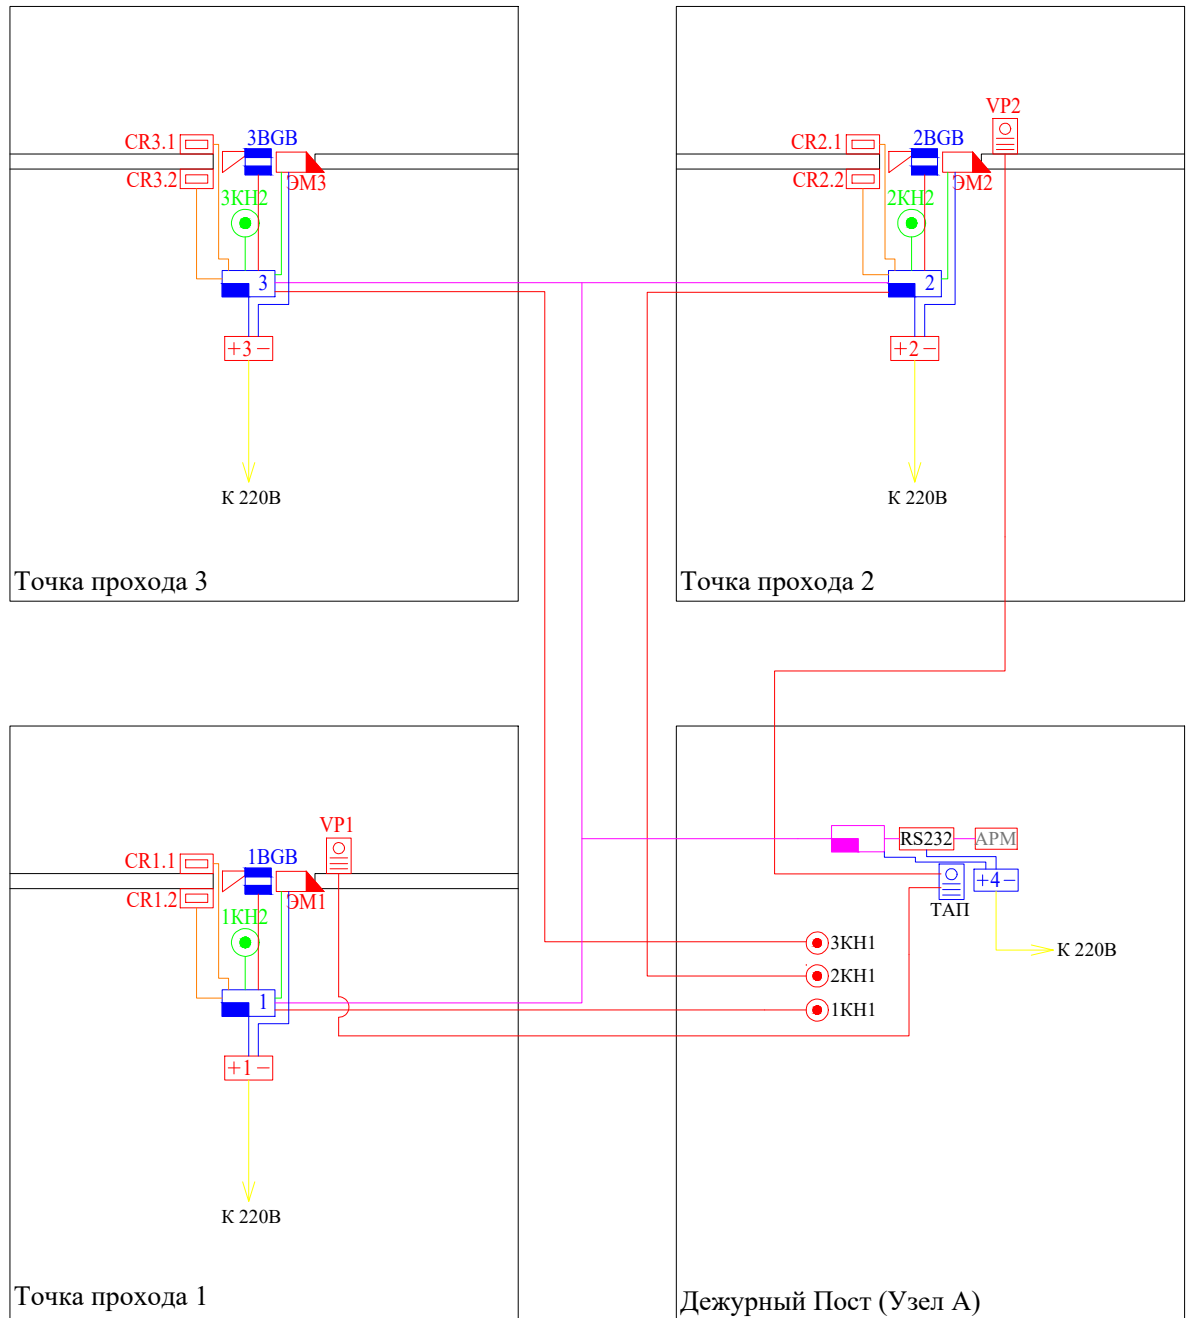 CR3.1
3BGB
CR3.2
ЭМ3
3КН2
3
+3−
К 220В
Точка прохода 3
VP2
CR2.1
2BGB
CR2.2
ЭМ2
2КН2
2
+2−
К 220В
Точка прохода 2
VP1
CR1.1
1BGB
CR1.2
ЭМ1
1КН2
1
+1−
К 220В
Точка прохода 1
RS232
АРМ
+4−
ТАП
К 220В
3КН1
2КН1
1КН1
Дежурный Пост (Узел А)